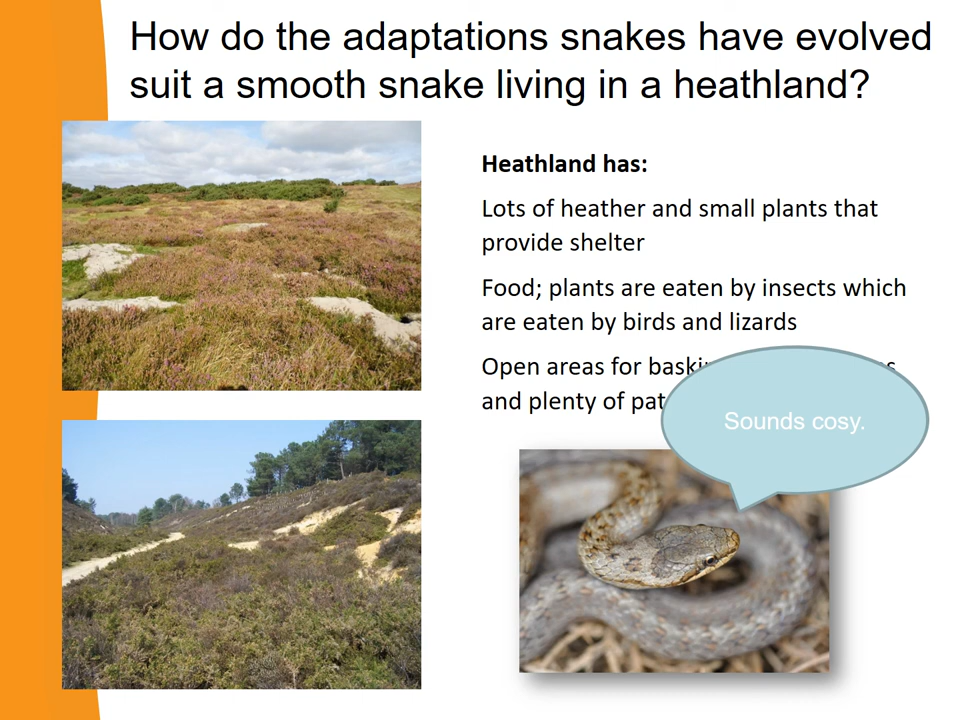 How do the adaptations snakes have evolved
suit a smooth snake living in a heathland?
Heathland has:
Lots of heather and small plants that
provide shelter
Food; plants are eaten by insects which
are eaten by birds and lizards
Open areas for
and plenty of
Sounds cosy.